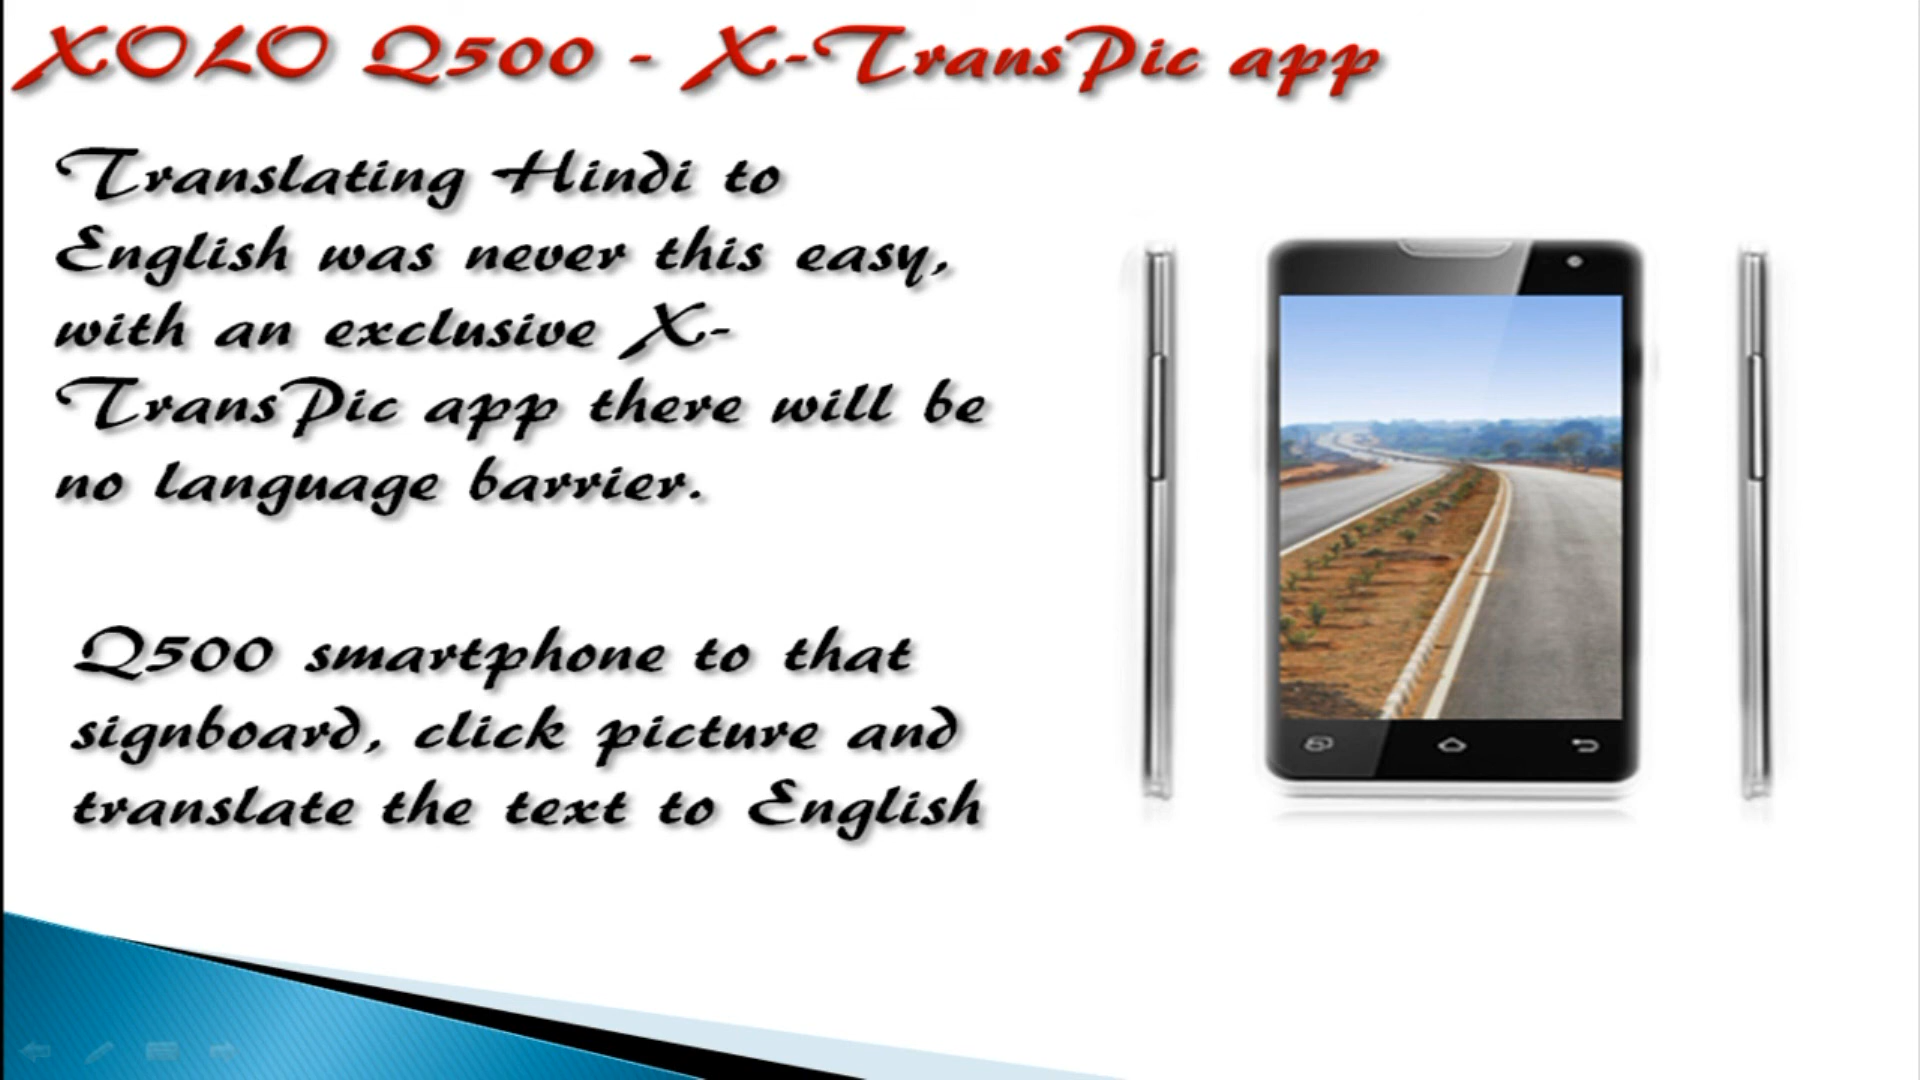 XOLO Q500 - X-TransPic app
Translating Hindi to
English was never this easy,
with an exclusive X-
TransPic app there will be
no language barrier.
Q500 smartphone to that
signboard, click picture and
translate the text to English